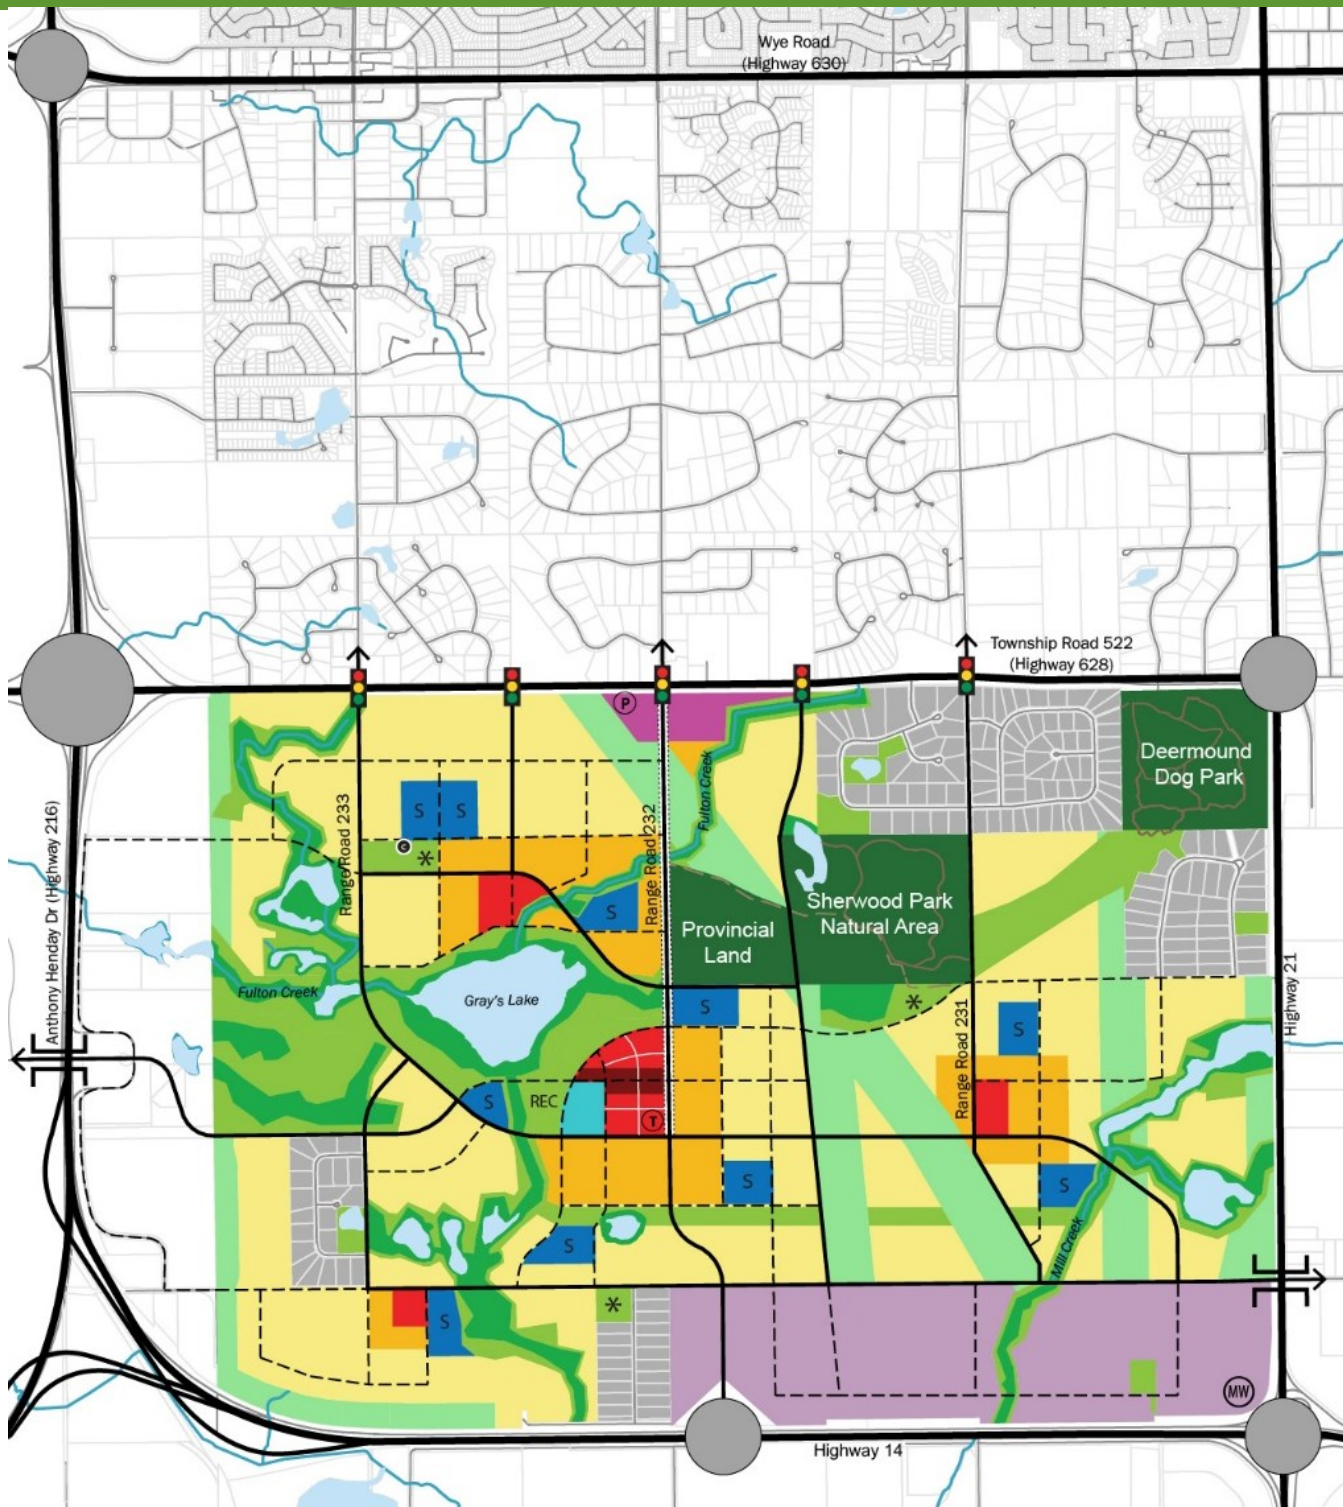 Wye Road
(Highway 630)
Township Road 522
(Highway 628)
P
Deermound
Dog Park
Anthony Henday Dr (Highway 216)
Range Road 233
S
S
Range Road 232
Fulton Creek
C
*
S
Sherwood Park
Natural Area
Provincial
Land
Fulton Creek
Gray's Lake
S
*
Range Road 231
S
Highway 21
S
REC
T
S
S
S
Mill Creek
*
S
MW
Highway 14